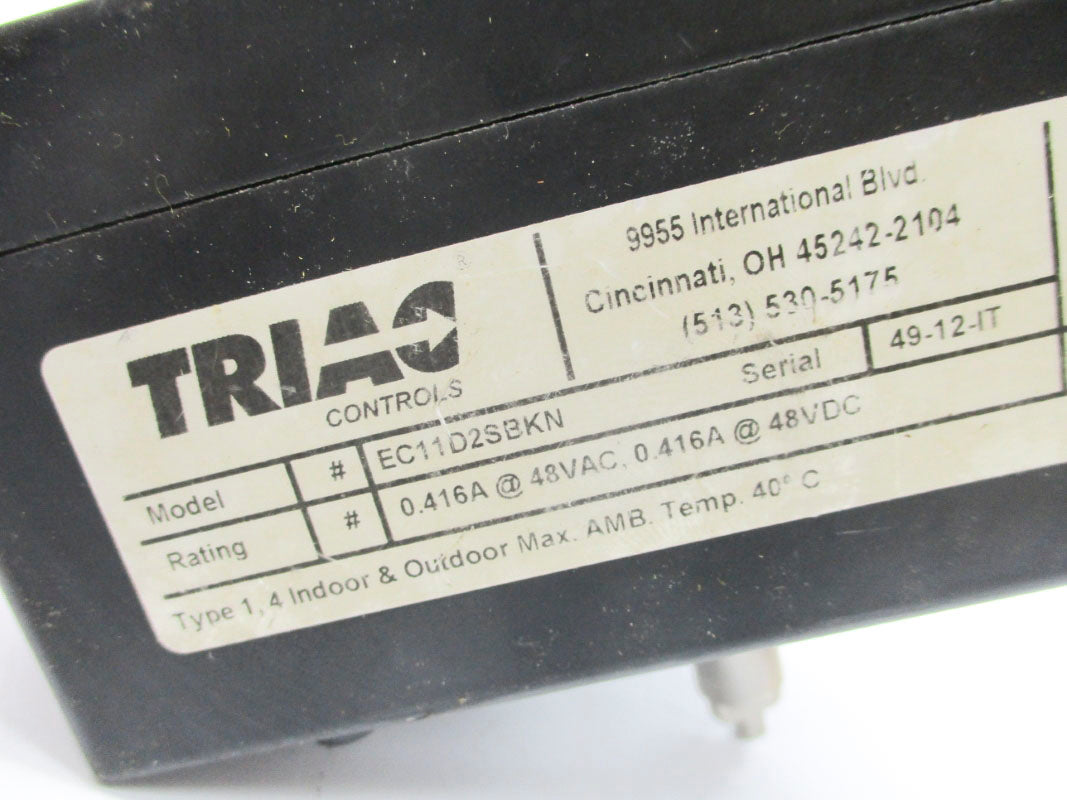 TRIAC®
CONTROLS
9955 International Blvd.
Cincinnati, OH 45242-2104
(513) 530-5175
Model # EC11D2SBKN Serial 49-12-IT
Rating # 0.416A @ 48VAC, 0.416A @ 48VDC
Type 1, 4 Indoor & Outdoor Max. AMB. Temp. 40° C